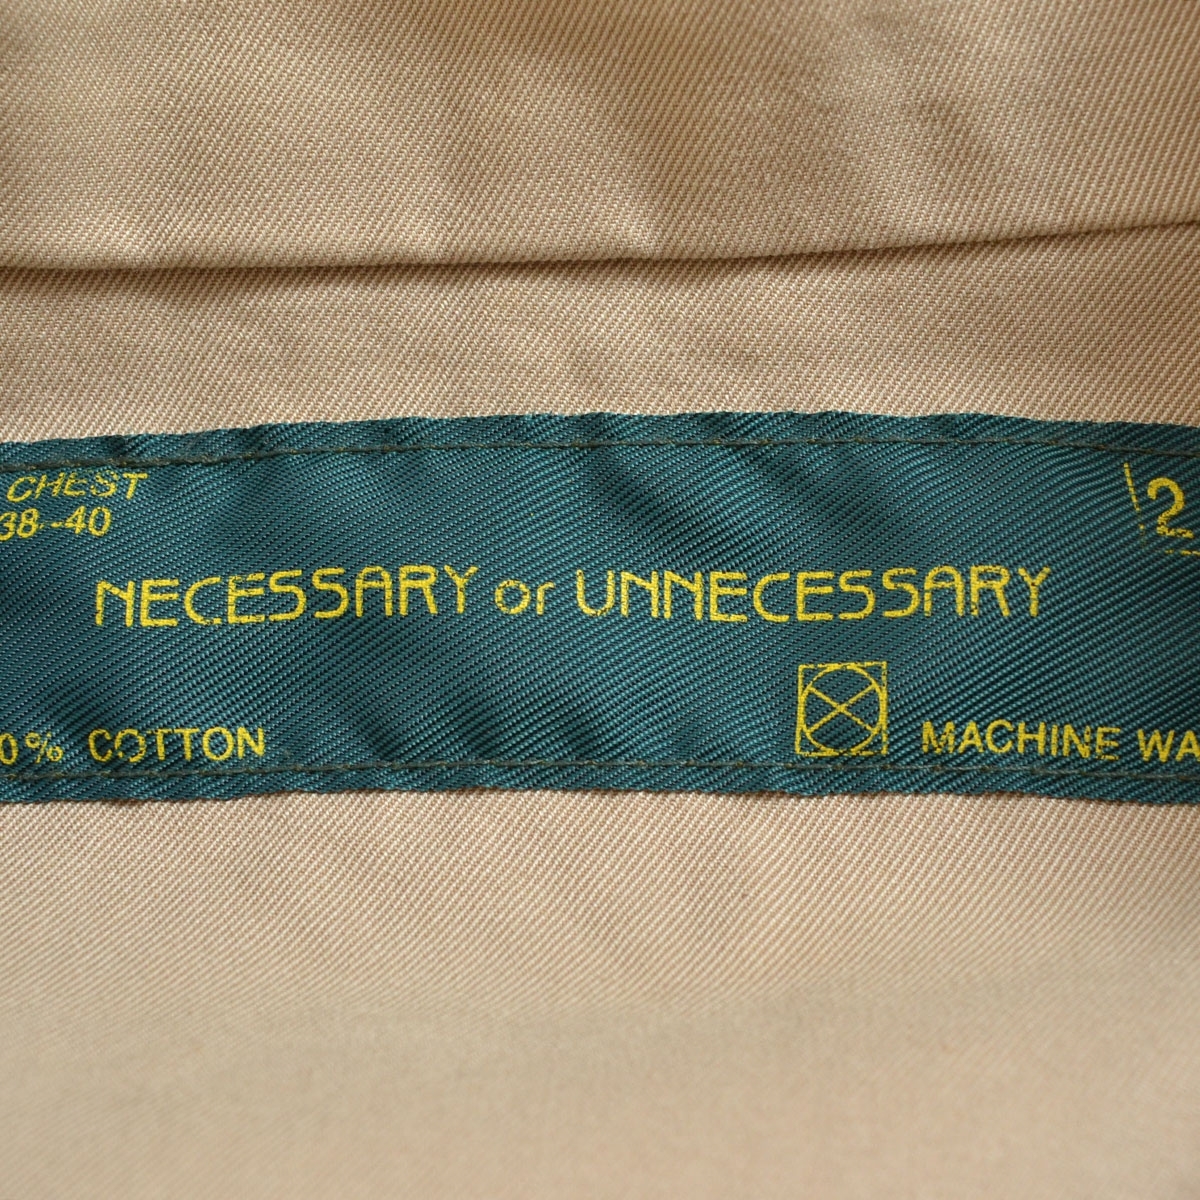 CHEST
38-40
2
NECESSARY or UNNECESSARY
0% COTTON
MACHINE WA